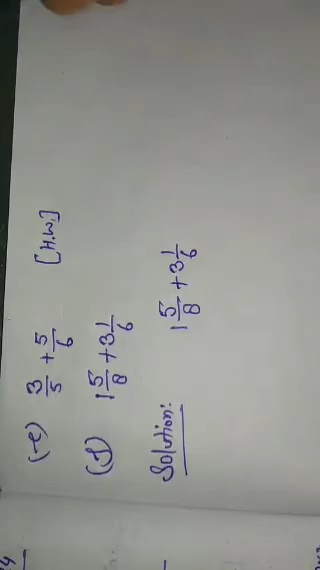 (e) 3/5 + 5/6 [H.W.]
(f) 1 5/8 + 3 1/6
Solution: 1 5/8 + 3 1/6